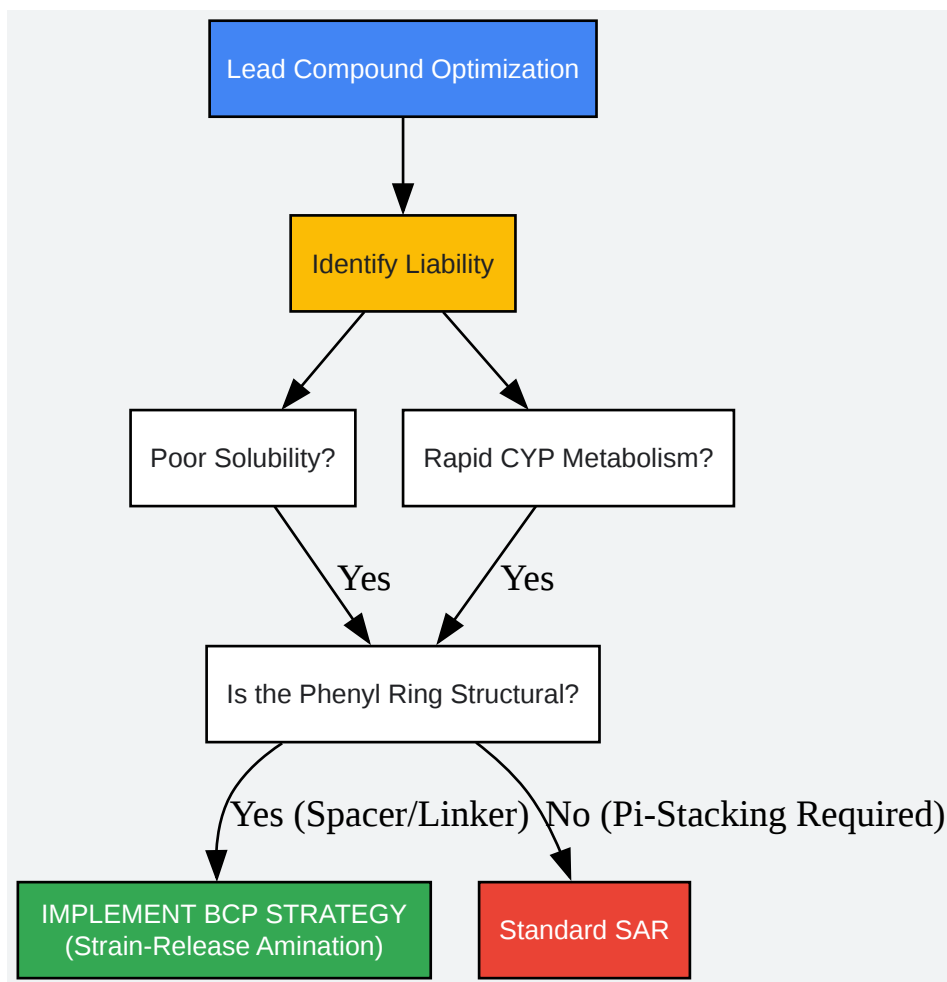 Lead Compound Optimization
Identify Liability
Poor Solubility?
Rapid CYP Metabolism?
Yes
Yes
Is the Phenyl Ring Structural?
Yes (Spacer/Linker)
No (Pi-Stacking Required)
IMPLEMENT BCP STRATEGY
(Strain-Release Amination)
Standard SAR